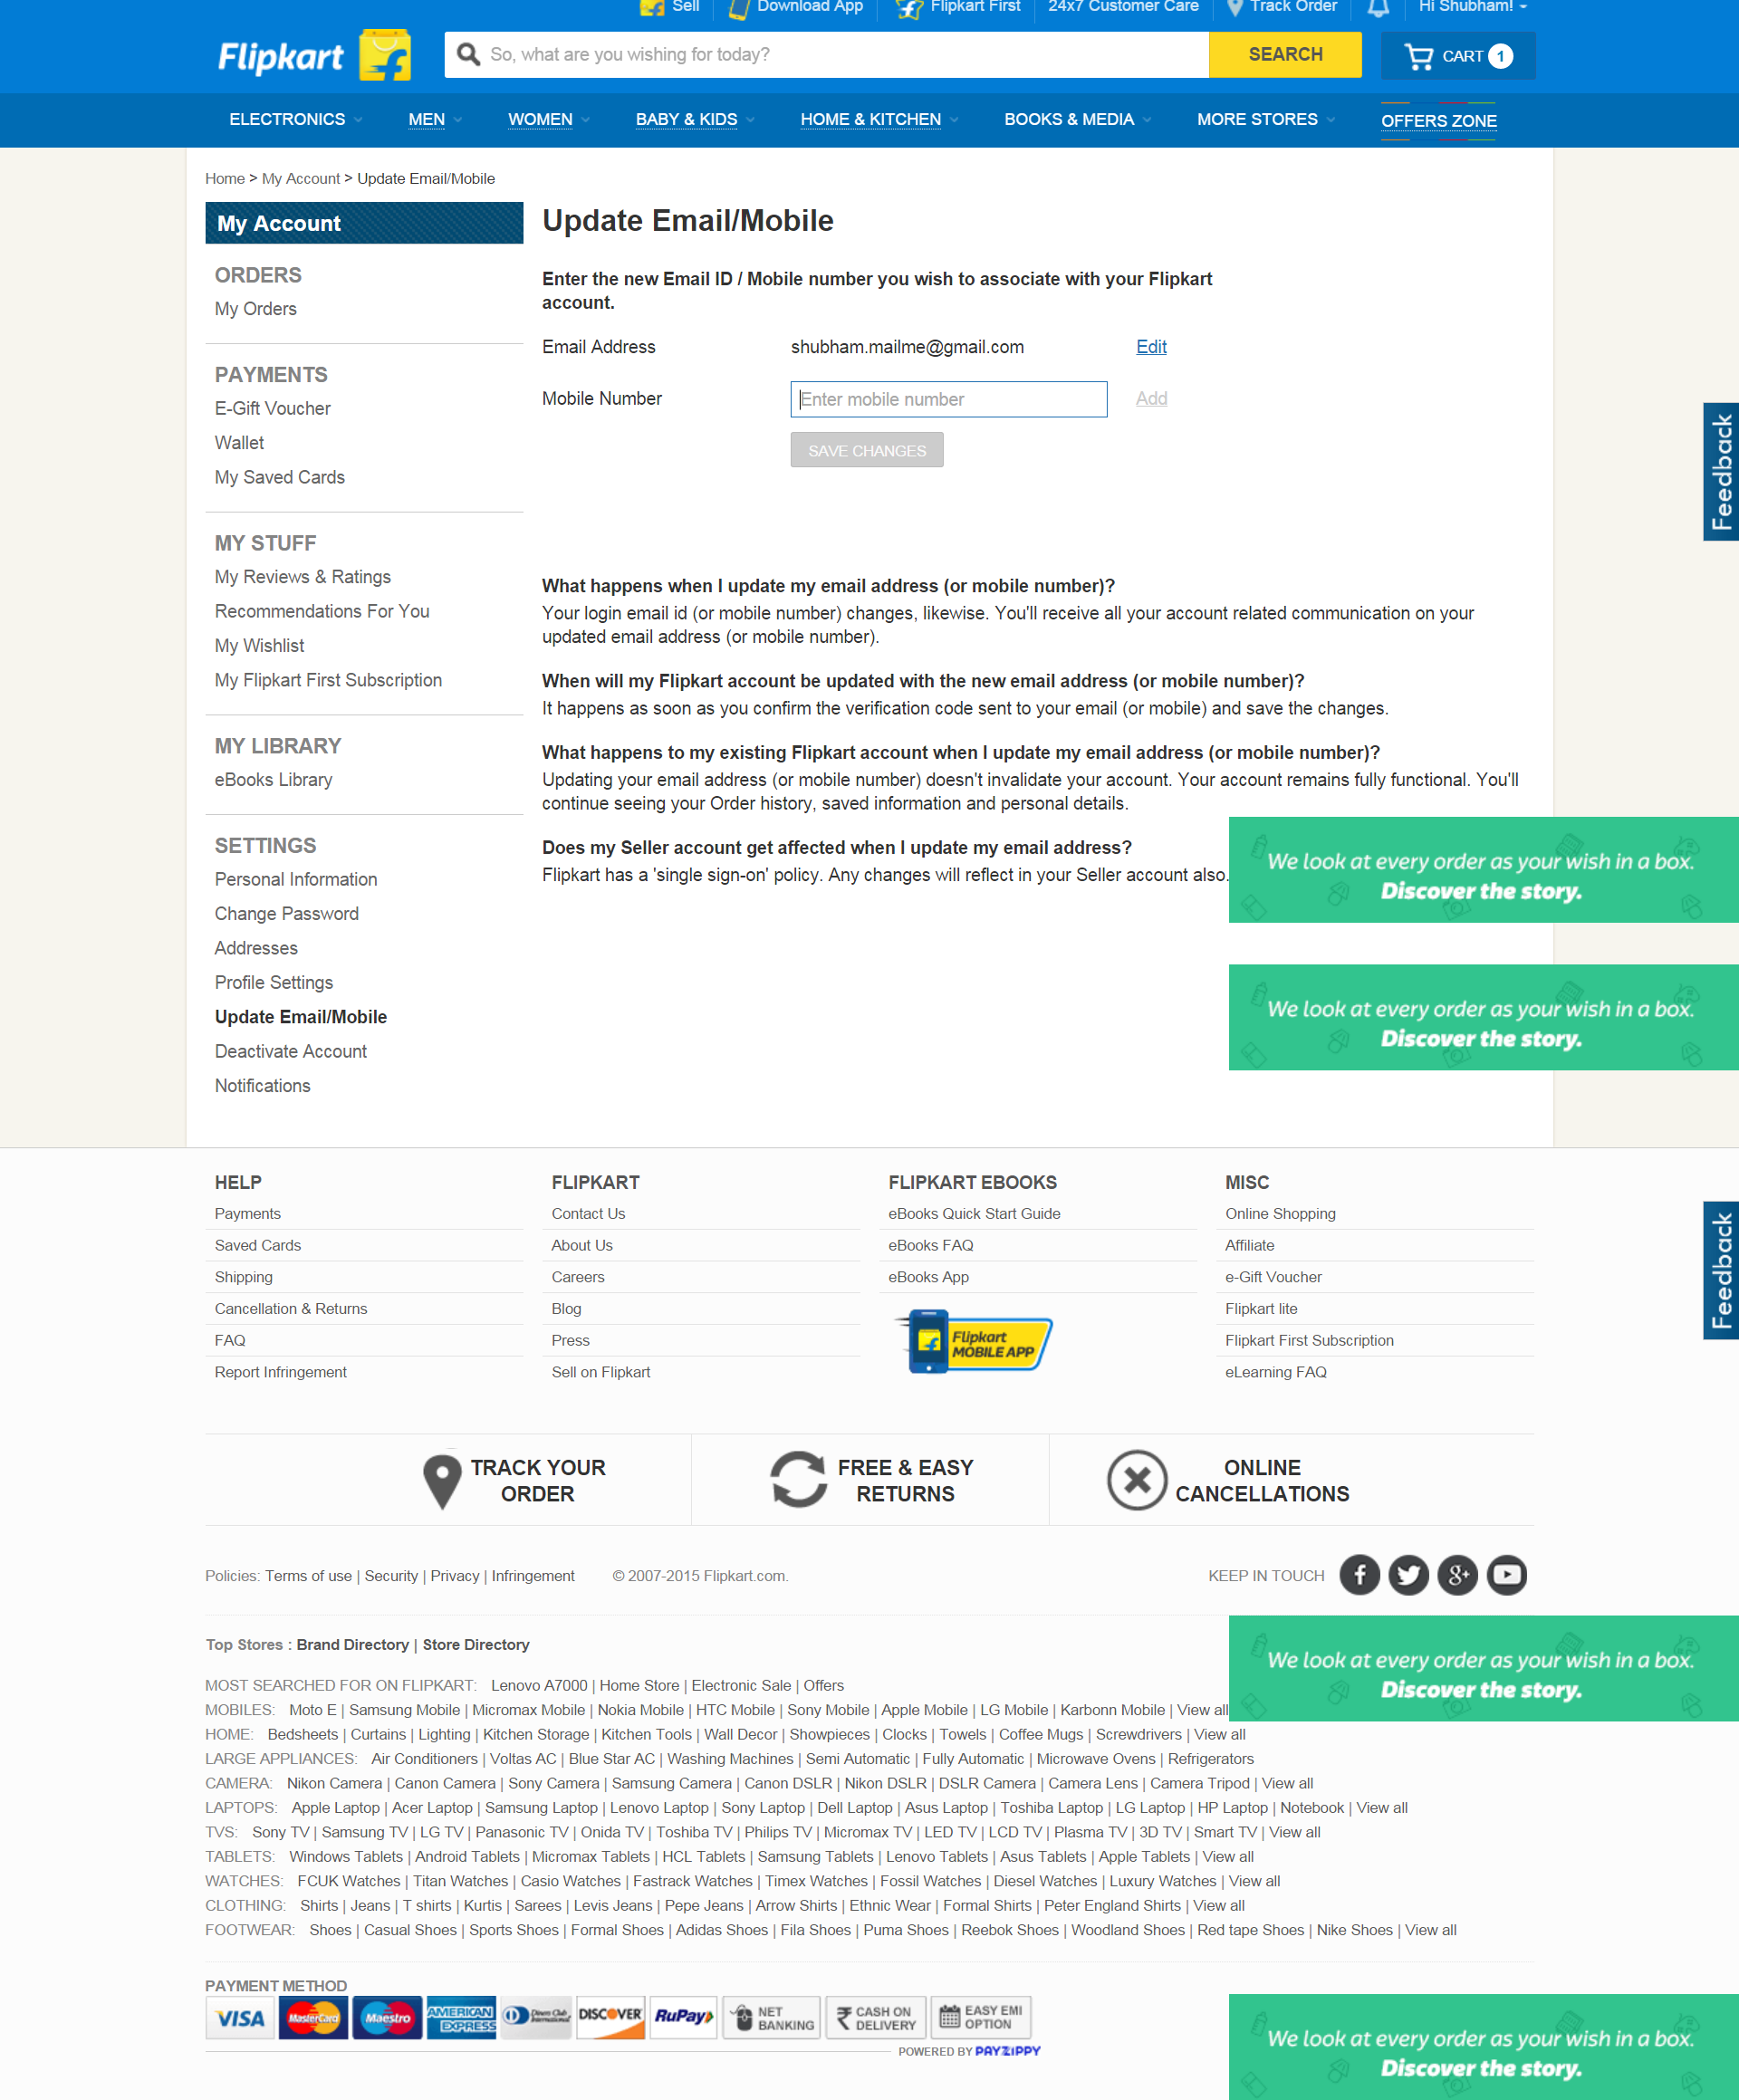 Sell
Download App
Flipkart First
24x7 Customer Care
Track Order
Hi Shubham!
Flipkart
So, what are you wishing for today?
SEARCH
CART 1
ELECTRONICS
MEN
WOMEN
BABY & KIDS
HOME & KITCHEN
BOOKS & MEDIA
MORE STORES
OFFERS ZONE
Home > My Account > Update Email/Mobile
My Account
ORDERS
My Orders
PAYMENTS
E-Gift Voucher
Wallet
My Saved Cards
MY STUFF
My Reviews & Ratings
Recommendations For You
My Wishlist
My Flipkart First Subscription
MY LIBRARY
eBooks Library
SETTINGS
Personal Information
Change Password
Addresses
Profile Settings
Update Email/Mobile
Deactivate Account
Notifications
Update Email/Mobile
Enter the new Email ID / Mobile number you wish to associate with your Flipkart
account.
Email Address
shubham.mailme@gmail.com
Edit
Mobile Number
Enter mobile number
Add
SAVE CHANGES
What happens when I update my email address (or mobile number)?
Your login email id (or mobile number) changes, likewise. You'll receive all your account related communication on your
updated email address (or mobile number).
When will my Flipkart account be updated with the new email address (or mobile number)?
It happens as soon as you confirm the verification code sent to your email (or mobile) and save the changes.
What happens to my existing Flipkart account when I update my email address (or mobile number)?
Updating your email address (or mobile number) doesn't invalidate your account. Your account remains fully functional. You'll
continue seeing your Order history, saved information and personal details.
Does my Seller account get affected when I update my email address?
Flipkart has a 'single sign-on' policy. Any changes will reflect in your Seller account also.
Feedback
We look at every order as your wish in a box.
Discover the story.
We look at every order as your wish in a box.
Discover the story.
HELP
Payments
Saved Cards
Shipping
Cancellation & Returns
FAQ
Report Infringement
FLIPKART
Contact Us
About Us
Careers
Blog
Press
Sell on Flipkart
FLIPKART EBOOKS
eBooks Quick Start Guide
eBooks FAQ
eBooks App
Flipkart
MOBILE APP
MISC
Online Shopping
Affiliate
e-Gift Voucher
Flipkart lite
Flipkart First Subscription
eLearning FAQ
Feedback
TRACK YOUR
ORDER
FREE & EASY
RETURNS
ONLINE
CANCELLATIONS
Policies: Terms of use | Security | Privacy | Infringement
© 2007-2015 Flipkart.com.
KEEP IN TOUCH
Top Stores : Brand Directory | Store Directory
We look at every order as your wish in a box.
Discover the story.
MOST SEARCHED FOR ON FLIPKART: Lenovo A7000 | Home Store | Electronic Sale | Offers
MOBILES: Moto E | Samsung Mobile | Micromax Mobile | Nokia Mobile | HTC Mobile | Sony Mobile | Apple Mobile | LG Mobile | Karbonn Mobile | View all
HOME: Bedsheets | Curtains | Lighting | Kitchen Storage | Kitchen Tools | Wall Decor | Showpieces | Clocks | Towels | Coffee Mugs | Screwdrivers | View all
LARGE APPLIANCES: Air Conditioners | Voltas AC | Blue Star AC | Washing Machines | Semi Automatic | Fully Automatic | Microwave Ovens | Refrigerators
CAMERA: Nikon Camera | Canon Camera | Sony Camera | Samsung Camera | Canon DSLR | Nikon DSLR | DSLR Camera | Camera Lens | Camera Tripod | View all
LAPTOPS: Apple Laptop | Acer Laptop | Samsung Laptop | Lenovo Laptop | Sony Laptop | Dell Laptop | Asus Laptop | Toshiba Laptop | LG Laptop | HP Laptop | Notebook | View all
TVS: Sony TV | Samsung TV | LG TV | Panasonic TV | Onida TV | Toshiba TV | Philips TV | Micromax TV | LED TV | LCD TV | Plasma TV | 3D TV | Smart TV | View all
TABLETS: Windows Tablets | Android Tablets | Micromax Tablets | HCL Tablets | Samsung Tablets | Lenovo Tablets | Asus Tablets | Apple Tablets | View all
WATCHES: FCUK Watches | Titan Watches | Casio Watches | Fastrack Watches | Timex Watches | Fossil Watches | Diesel Watches | Luxury Watches | View all
CLOTHING: Shirts | Jeans | T shirts | Kurtis | Sarees | Levis Jeans | Pepe Jeans | Arrow Shirts | Ethnic Wear | Formal Shirts | Peter England Shirts | View all
FOOTWEAR: Shoes | Casual Shoes | Sports Shoes | Formal Shoes | Adidas Shoes | Fila Shoes | Puma Shoes | Reebok Shoes | Woodland Shoes | Red tape Shoes | Nike Shoes | View all
PAYMENT METHOD
VISA
MasterCard
Maestro
AMERICAN
EXPRESS
Diners Club
International
DISCOVER
RuPay
NET
BANKING
CASH ON
DELIVERY
EASY EMI
OPTION
POWERED BY PAYZIPPY
We look at every order as your wish in a box.
Discover the story.